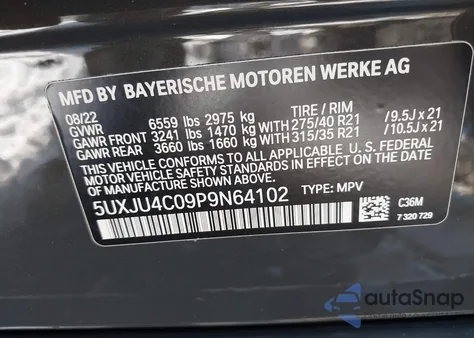 MFD BY BAYERISCHE MOTOREN WERKE AG
08/22 TIRE / RIM
GVWR 6559 lbs 2975 kg
GAWR FRONT 3241 lbs 1470 kg WITH 275/40 R21 / 9.5J x 21
GAWR REAR 3660 lbs 1660 kg WITH 315/35 R21 / 10.5J x 21
THIS VEHICLE CONFORMS TO ALL APPLICABLE U. S. FEDERAL
MOTOR VEHICLE SAFETY STANDARDS IN EFFECT ON THE DATE
OF MANUFACTURE SHOWN ABOVE.
5UXJU4C09P9N64102 TYPE: MPV
C36M
7 320 729
autoSnap